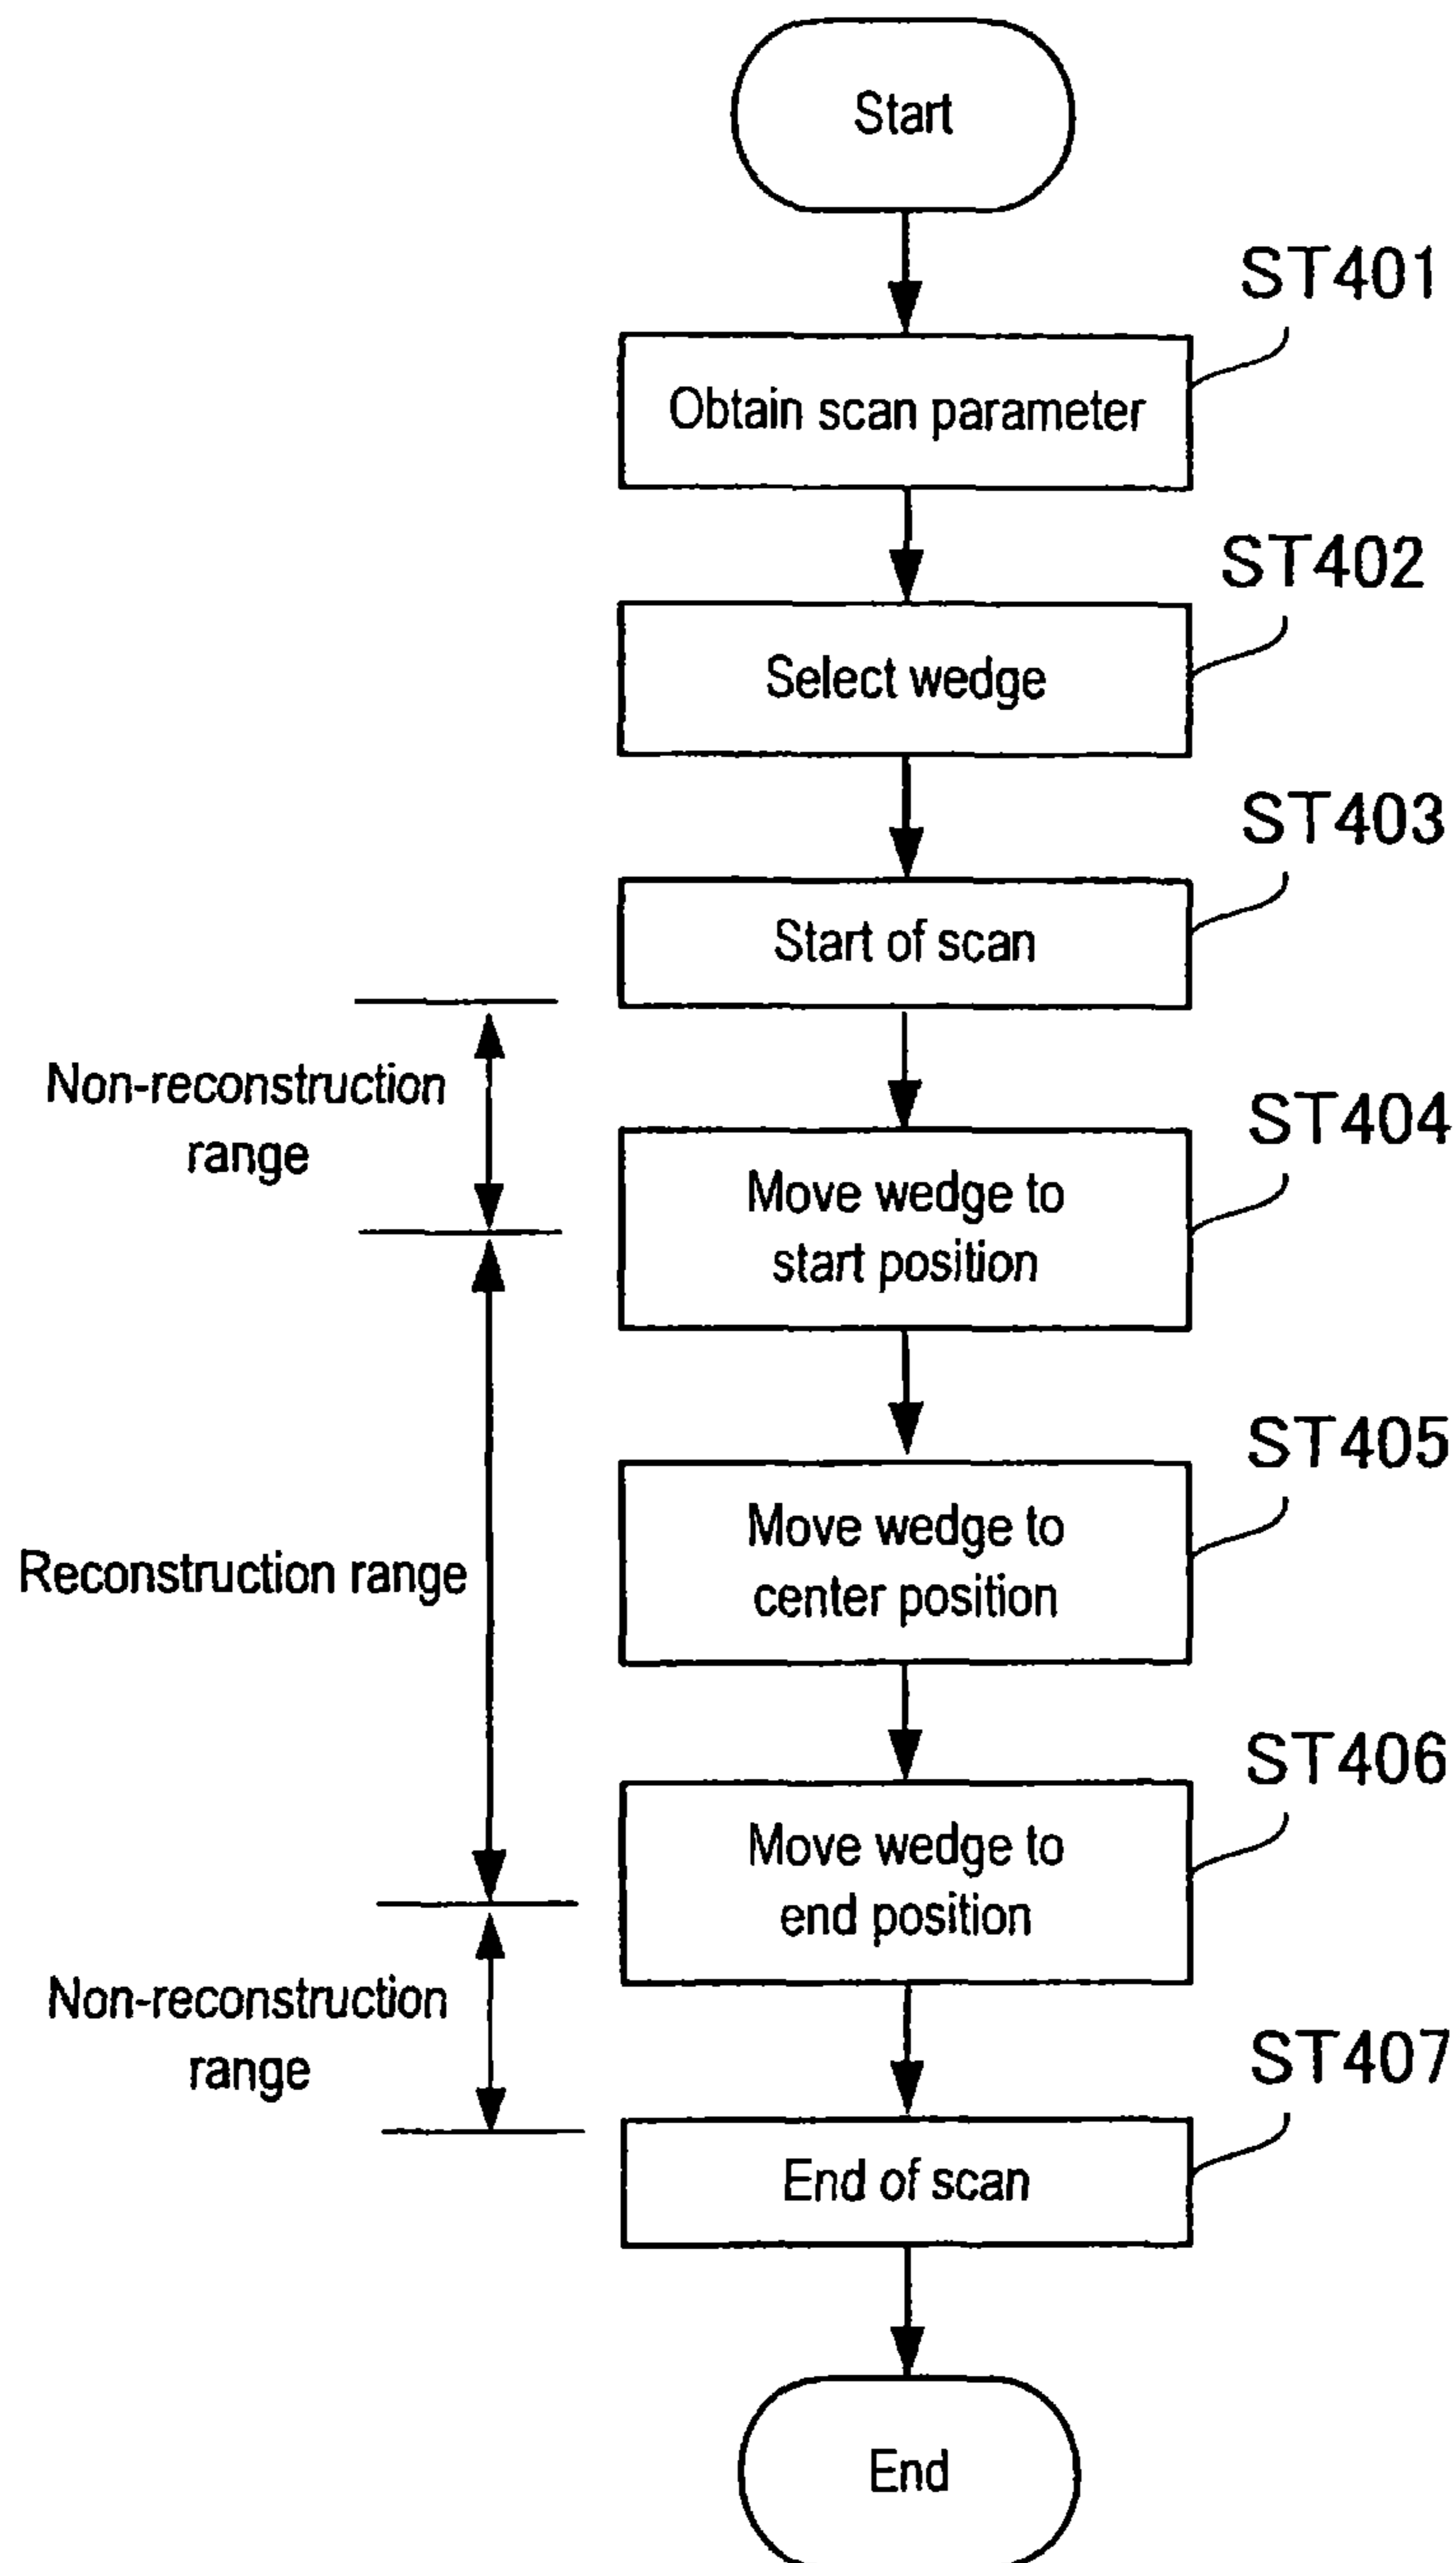 Start
ST401
Obtain scan parameter
ST402
Select wedge
ST403
Start of scan
Non-reconstruction
range
ST404
Move wedge to
start position
Reconstruction range
ST405
Move wedge to
center position
ST406
Move wedge to
end position
Non-reconstruction
range
ST407
End of scan
End